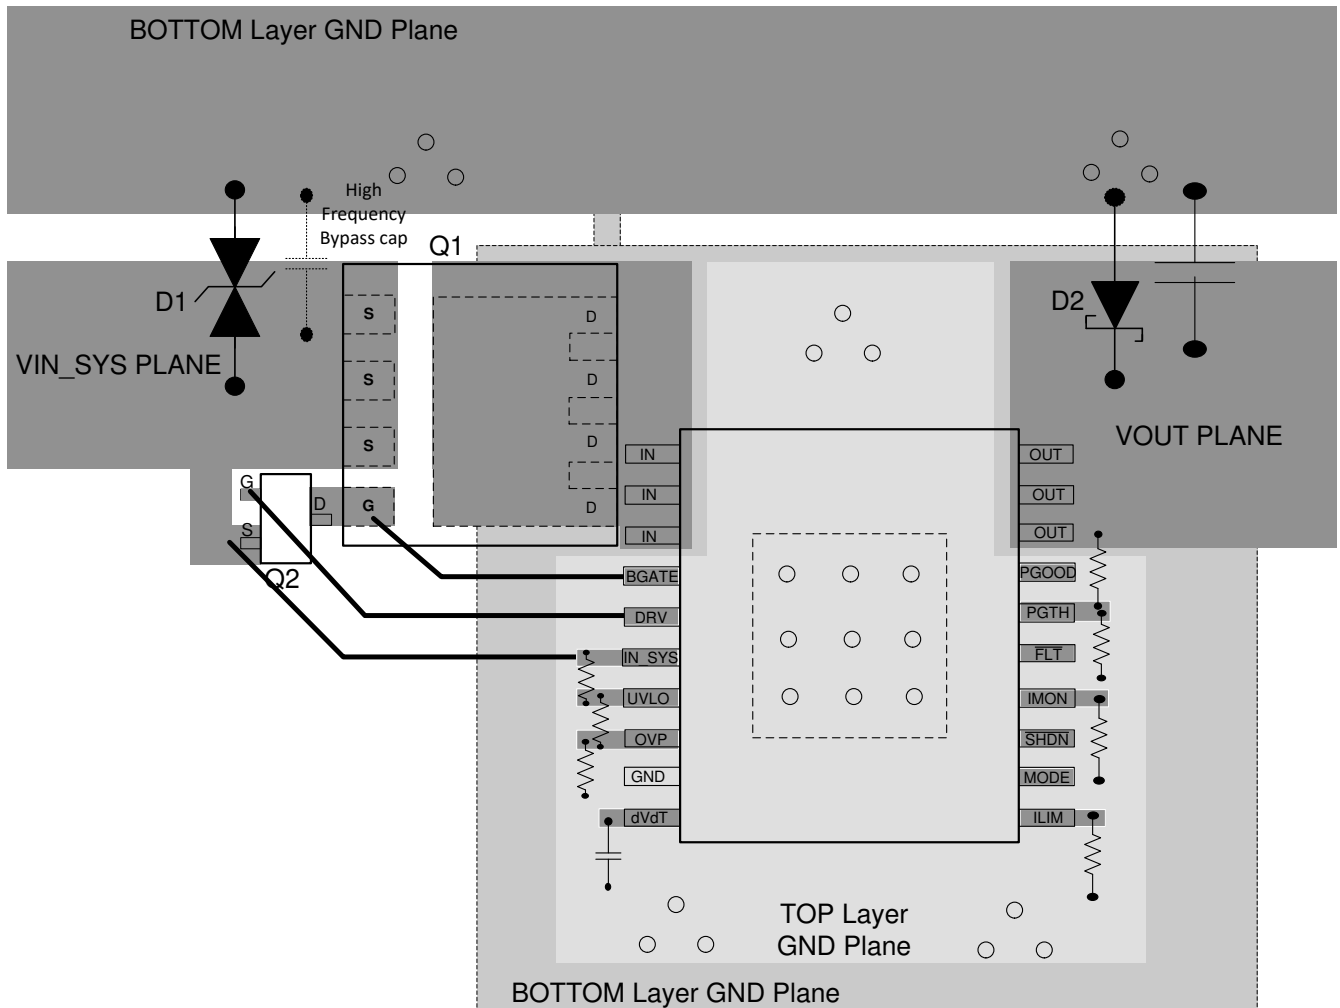 BOTTOM Layer GND Plane
High
Frequency
Bypass cap
Q1
D1
D2
S
D
VIN_SYS PLANE
S
D
VOUT PLANE
S
D
IN
OUT
G
D
G
D
IN
OUT
S
IN
OUT
Q2
BGATE
PGOOD
DRV
PGTH
IN_SYS
FLT
UVLO
IMON
OVP
SHDN
GND
MODE
dVdT
ILIM
TOP Layer
GND Plane
BOTTOM Layer GND Plane